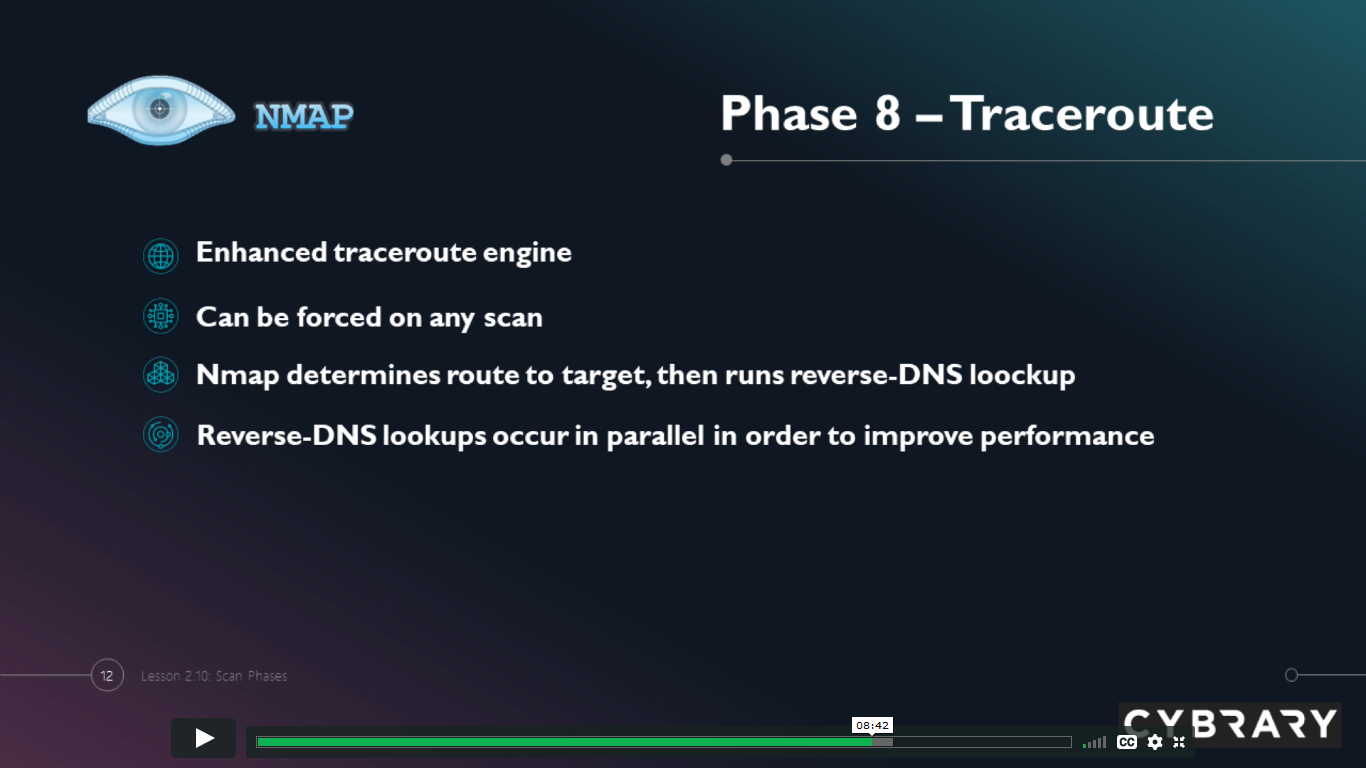 NMAP
Phase 8 – Traceroute
Enhanced traceroute engine
Can be forced on any scan
Nmap determines route to target, then runs reverse-DNS loockup
Reverse-DNS lookups occur in parallel in order to improve performance
12 Lesson 2.10: Scan Phases
CYBRARY
08:42
CC